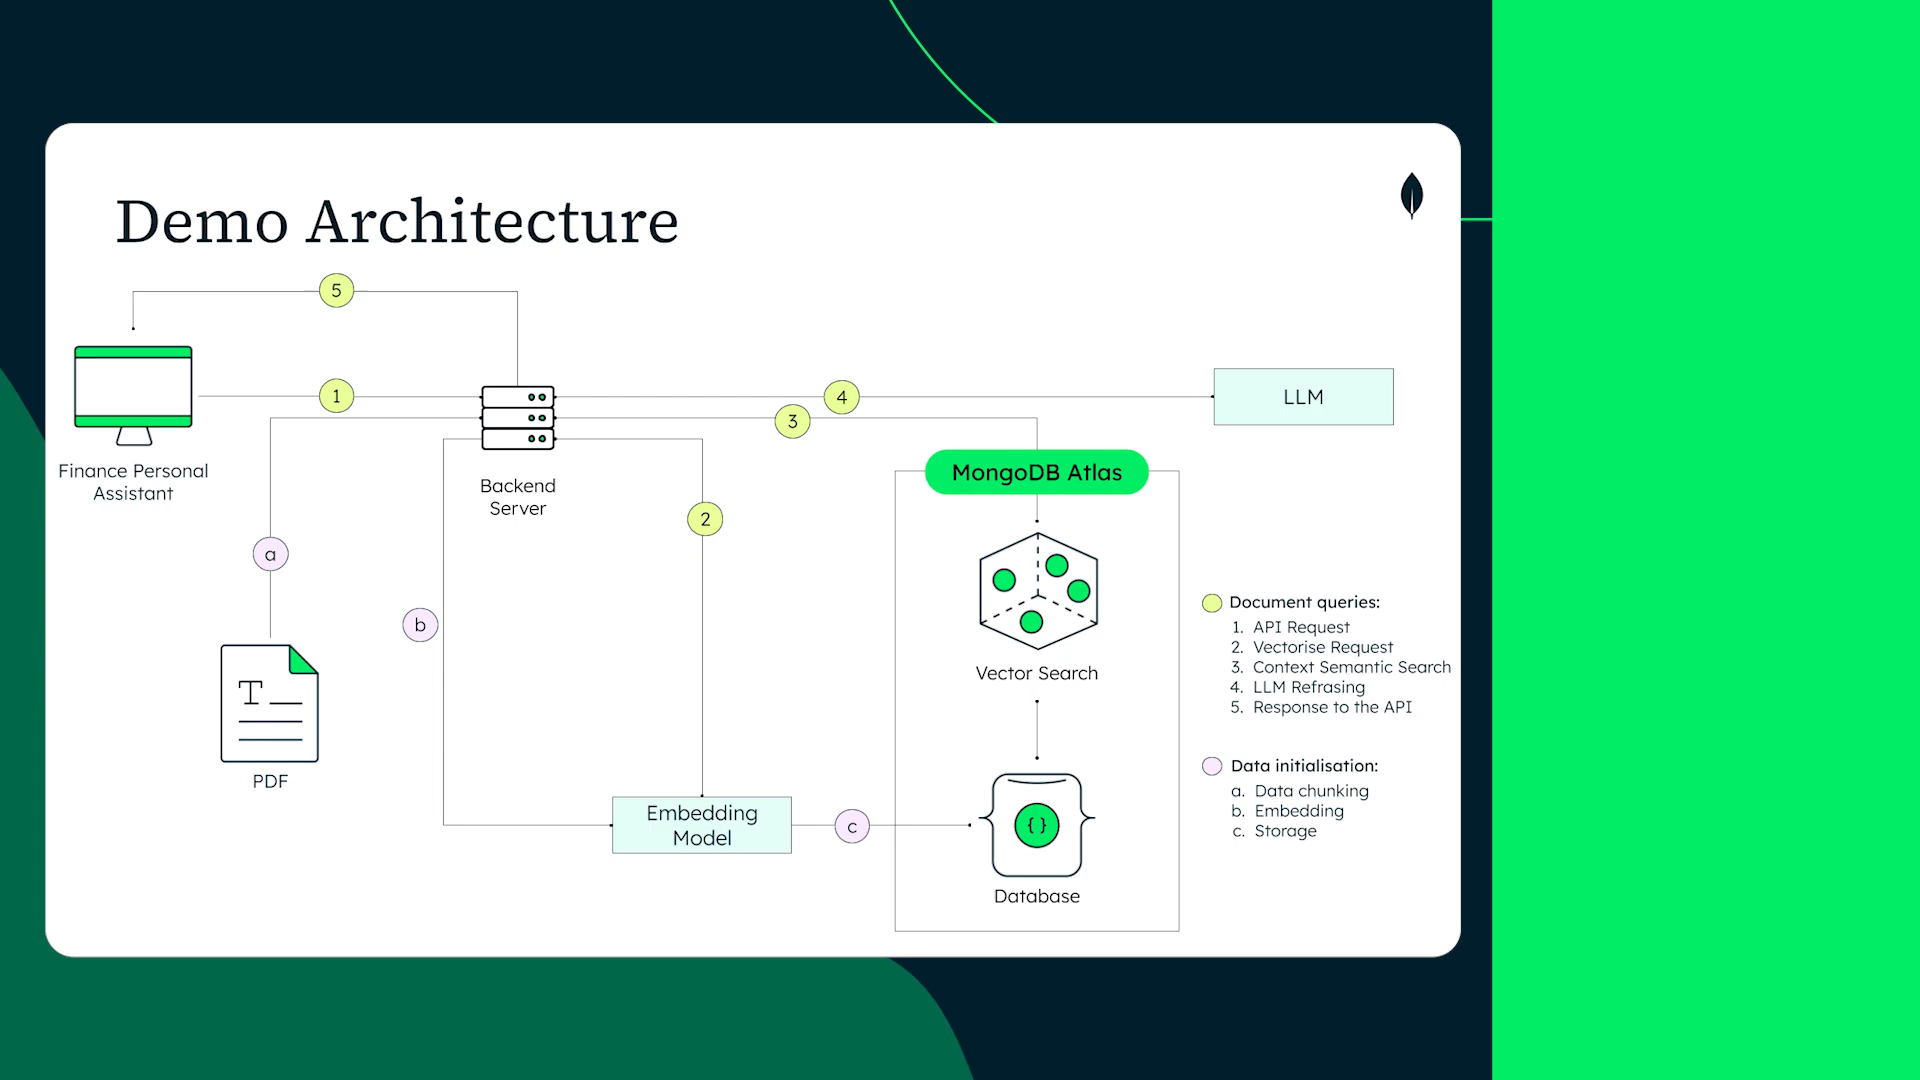 Demo Architecture
5
1
4
3
LLM
Finance Personal
Assistant
Backend
Server
MongoDB Atlas
2
a
b
T
Vector Search
PDF
Embedding
Model
c
{ }
Database
Document queries:
1. API Request
2. Vectorise Request
3. Context Semantic Search
4. LLM Refrasing
5. Response to the API
Data initialisation:
a. Data chunking
b. Embedding
c. Storage